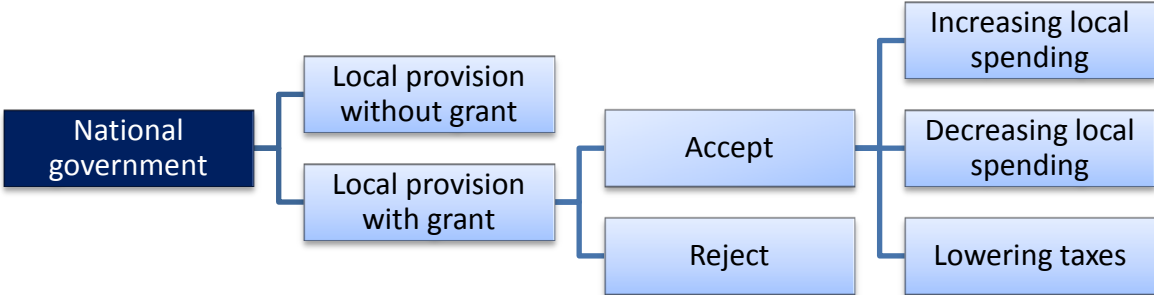 National
government
Local provision
without grant
Local provision
with grant
Accept
Reject
Increasing local
spending
Decreasing local
spending
Lowering taxes